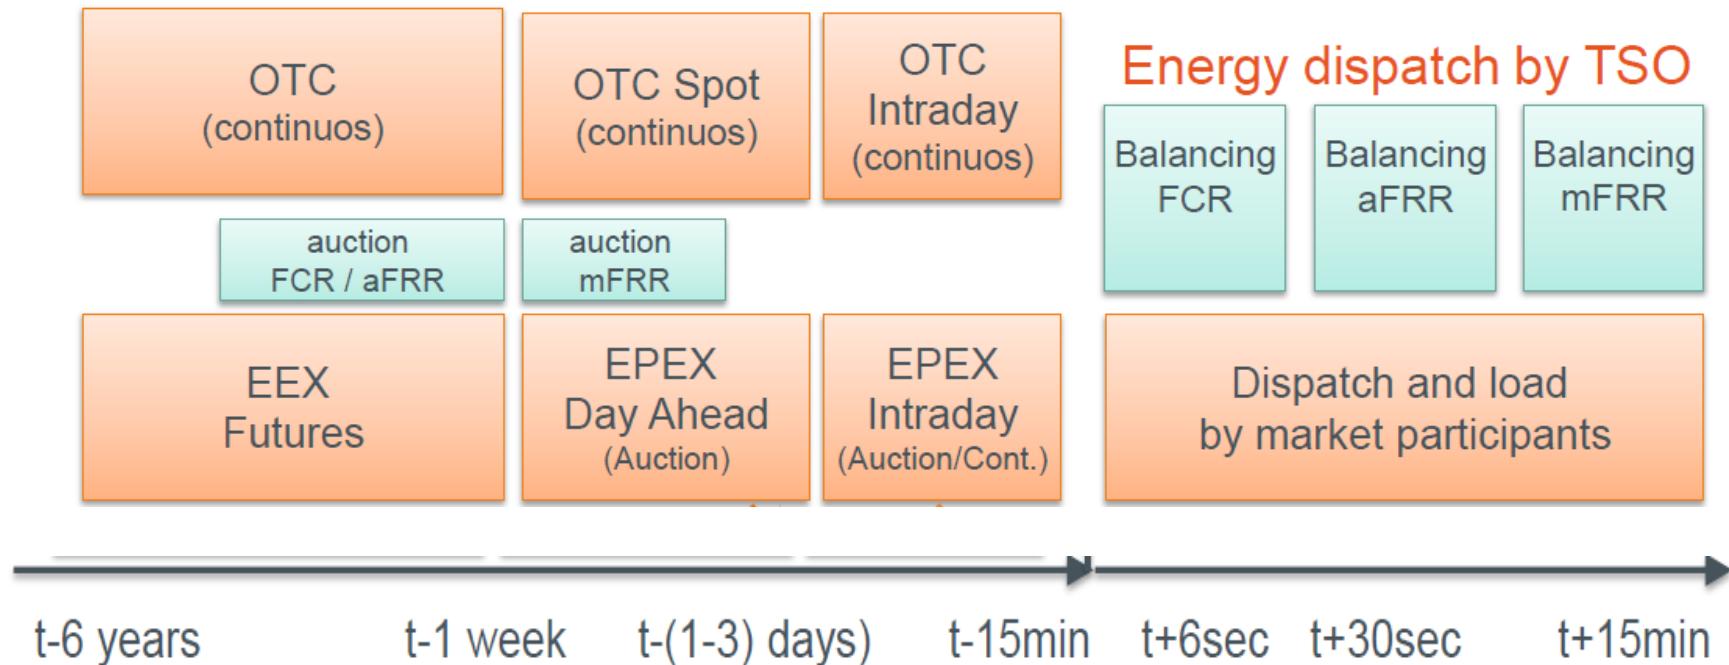 OTC
(continuos)
OTC Spot
(continuos)
OTC
Intraday
(continuos)
Energy dispatch by TSO
Balancing
FCR
Balancing
aFRR
Balancing
mFRR
auction
FCR / aFRR
auction
mFRR
EEX
Futures
EPEX
Day Ahead
(Auction)
EPEX
Intraday
(Auction/Cont.)
Dispatch and load
by market participants
t-6 years
t-1 week
t-(1-3) days)
t-15min
t+6sec
t+30sec
t+15min